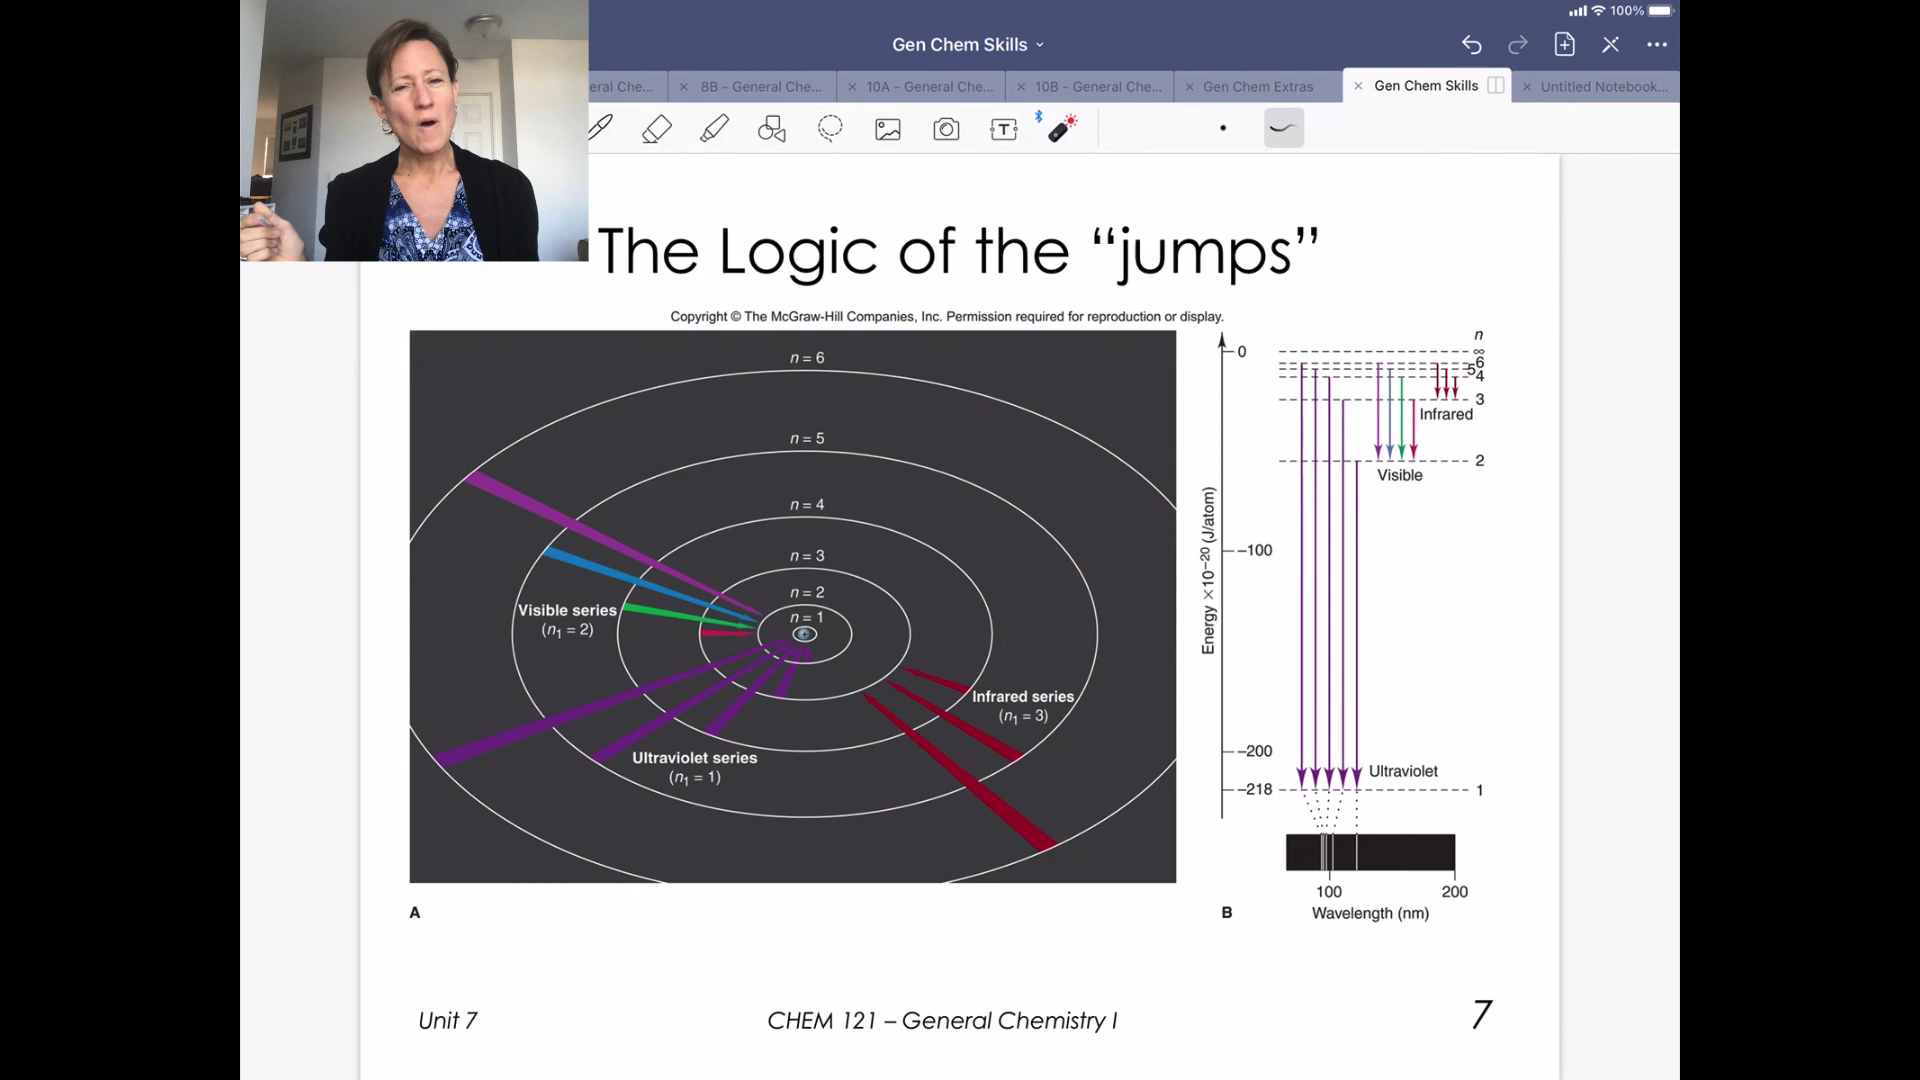 100%
Gen Chem Skills
eral Che...
8B - General Che...
10A - General Che...
10B - General Che...
Gen Chem Extras
Gen Chem Skills
Untitled Notebook...
T
The Logic of the “jumps”
Copyright © The McGraw-Hill Companies, Inc. Permission required for reproduction or display.
n = 6
n = 5
n = 4
n = 3
n = 2
n = 1
Visible series
(n₁ = 2)
Infrared series
(n₁ = 3)
Ultraviolet series
(n₁ = 1)
A
n
0
∞
6
5
4
3
Infrared
2
Visible
Energy ×10⁻²⁰ (J/atom)
–100
–200
Ultraviolet
–218
1
100
200
Wavelength (nm)
B
Unit 7
CHEM 121 – General Chemistry I
7